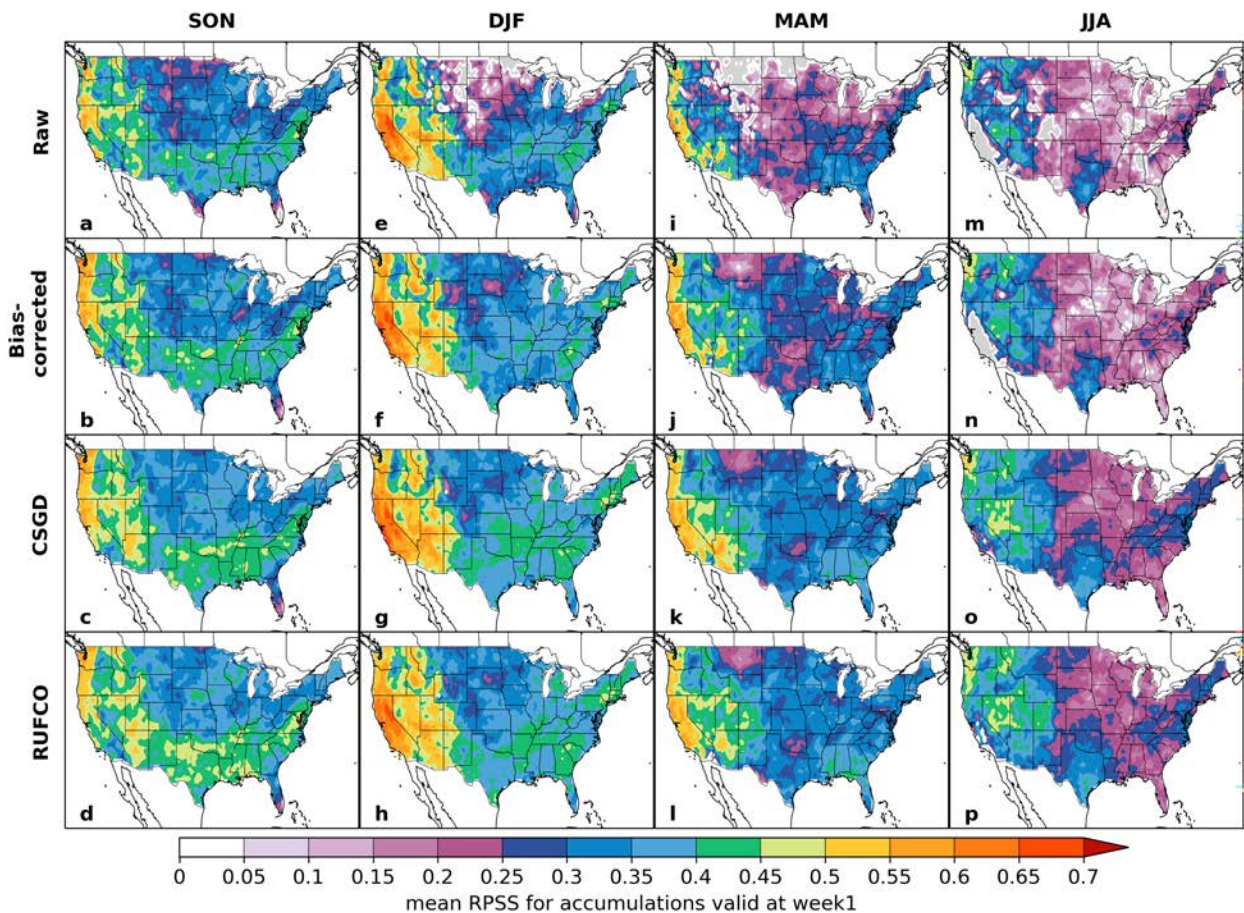 SON DJF MAM JJA
Raw
a e i m
Bias-
corrected
b f j n
CSGD
c g k o
RUFCO
d h l p
0 0.05 0.1 0.15 0.2 0.25 0.3 0.35 0.4 0.45 0.5 0.55 0.6 0.65 0.7
mean RPSS for accumulations valid at week1